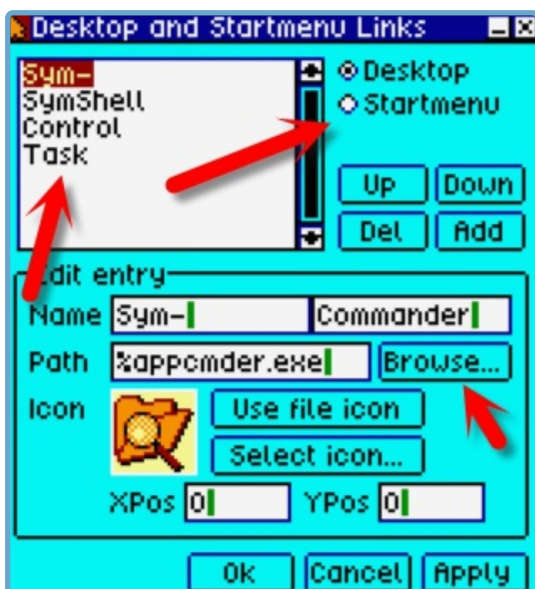 Desktop and Startmenu Links
Sym-
SymShell
Control
Task
Desktop
Startmenu
Up Down
Del Add
Edit entry
Name Sym- Commander
Path %appcmder.exe Browse...
Icon Use file icon
Select icon...
XPos 0 YPos 0
Ok Cancel Apply